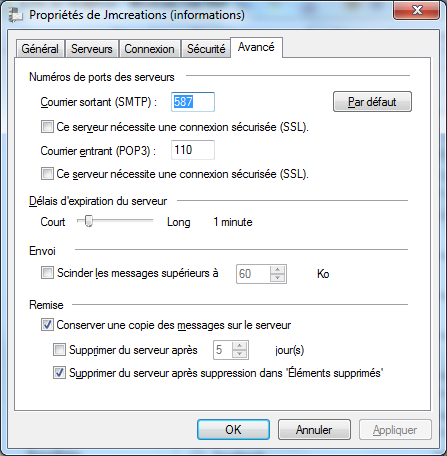 Propriétés de Jmcreations (informations)
Général Serveurs Connexion Sécurité Avancé
Numéros de ports des serveurs
Courrier sortant (SMTP) : 587 Par défaut
Ce serveur nécessite une connexion sécurisée (SSL).
Courrier entrant (POP3) : 110
Ce serveur nécessite une connexion sécurisée (SSL).
Délais d'expiration du serveur
Court Long 1 minute
Envoi
Scinder les messages supérieurs à 60 Ko
Remise
Conserver une copie des messages sur le serveur
Supprimer du serveur après 5 jour(s)
Supprimer du serveur après suppression dans 'Éléments supprimés'
OK Annuler Appliquer